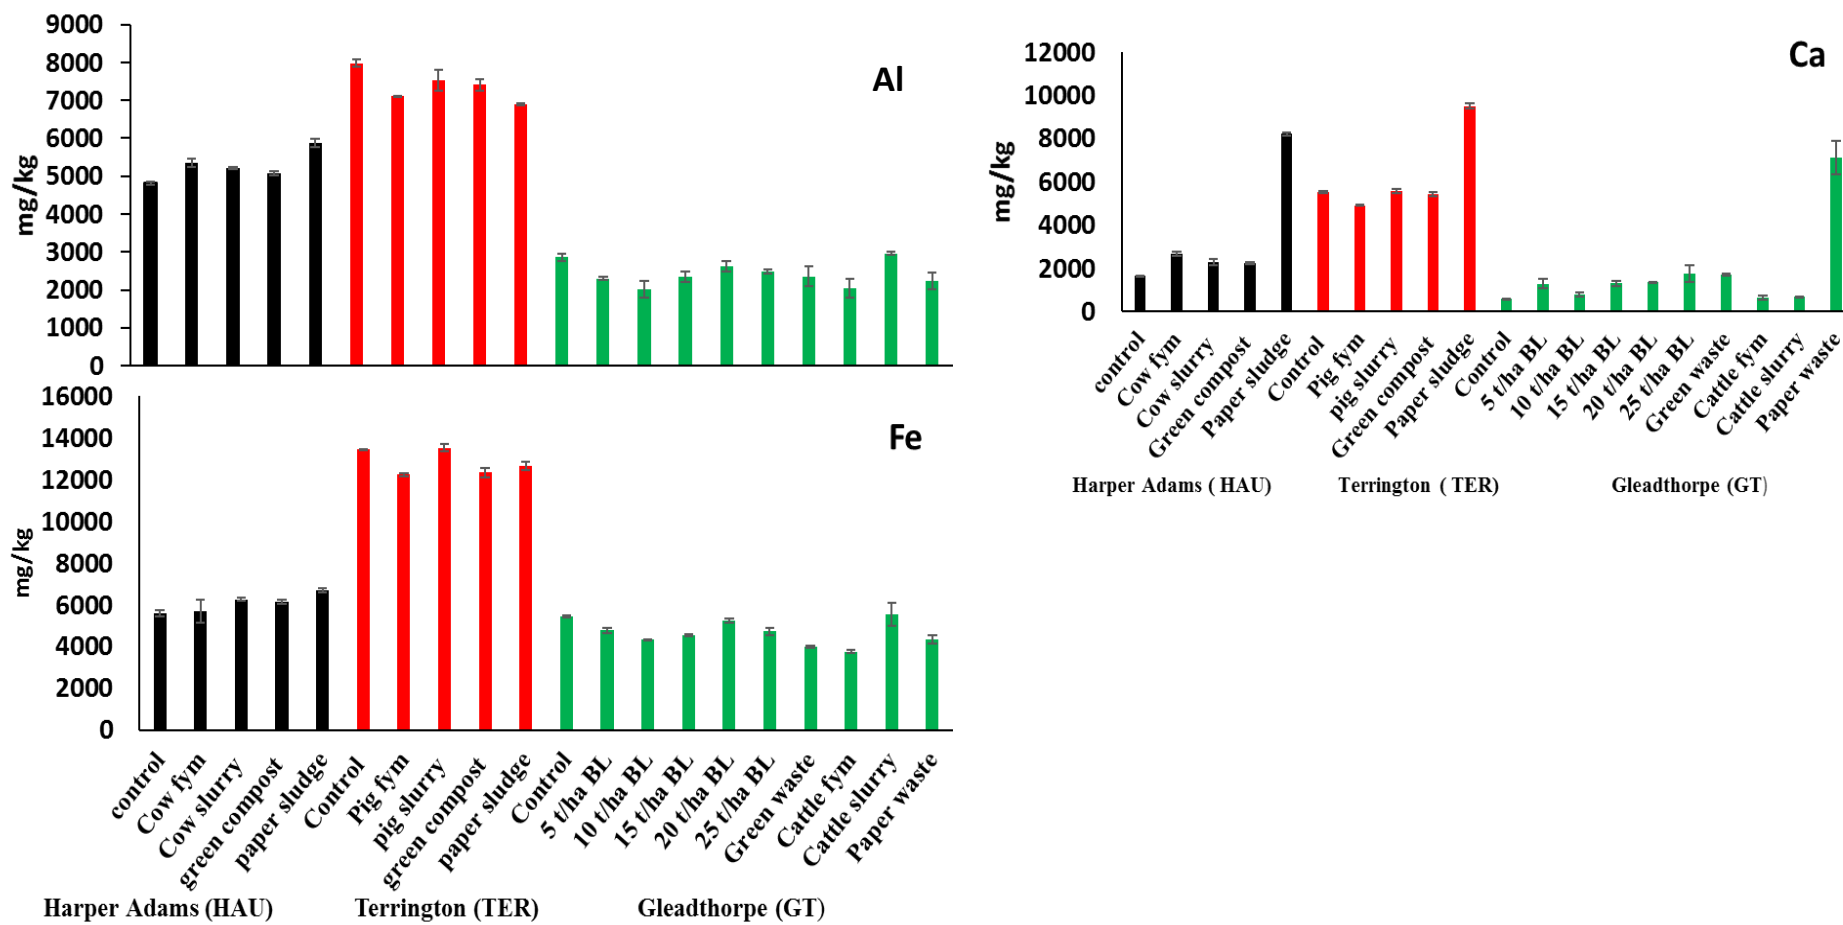 9000
8000
7000
6000
5000
4000
3000
2000
1000
0
mg/kg
Al
16000
14000
12000
10000
8000
6000
4000
2000
0
mg/kg
Fe
control
Cow fym
Cow slurry
green compost
paper sludge
Control
Pig fym
pig slurry
green compost
paper sludge
Control
5 t/ha BL
10 t/ha BL
15 t/ha BL
20 t/ha BL
25 t/ha BL
Green waste
Cattle fym
Cattle slurry
Paper waste
Harper Adams (HAU)
Terrington (TER)
Gleadthorpe (GT)
12000
10000
8000
6000
4000
2000
0
mg/kg
Ca
control
Cow fym
Cow slurry
Green compost
Paper sludge
Control
Pig fym
pig slurry
Green compost
Paper sludge
Control
5 t/ha BL
10 t/ha BL
15 t/ha BL
20 t/ha BL
25 t/ha BL
Green waste
Cattle fym
Cattle slurry
Paper waste
Harper Adams ( HAU)
Terrington ( TER)
Gleadthorpe (GT)